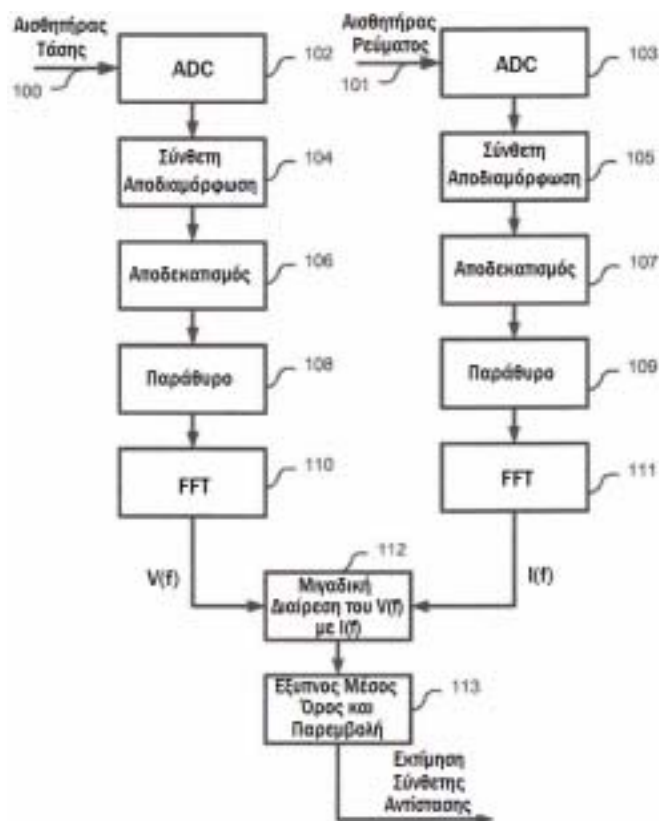 Αισθητήρας
Τάσης
100
ADC
102
Αισθητήρας
Ρεύματος
101
ADC
103
Σύνθετη
Αποδιαμόρφωση
104
Σύνθετη
Αποδιαμόρφωση
105
Αποδεκατισμός
106
Αποδεκατισμός
107
Παράθυρο
108
Παράθυρο
109
FFT
110
FFT
111
V(f)
I(f)
112
Μιγαδική
Διαίρεση του V(f)
με I(f)
Εξυπνος Μέσος
Όρος και
Παρεμβολή
113
Εκτίμηση
Σύνθετης
Αντίστασης